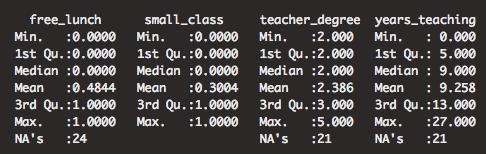 free_lunch small_class teacher_degree years_teaching
Min. :0.0000 Min. :0.0000 Min. :2.000 Min. : 0.000
1st Qu.:0.0000 1st Qu.:0.0000 1st Qu.:2.000 1st Qu.: 5.000
Median :0.0000 Median :0.0000 Median :2.000 Median : 9.000
Mean :0.4844 Mean :0.3004 Mean :2.386 Mean : 9.258
3rd Qu.:1.0000 3rd Qu.:1.0000 3rd Qu.:3.000 3rd Qu.:13.000
Max. :1.0000 Max. :1.0000 Max. :5.000 Max. :27.000
NA's :24 NA's :21 NA's :21